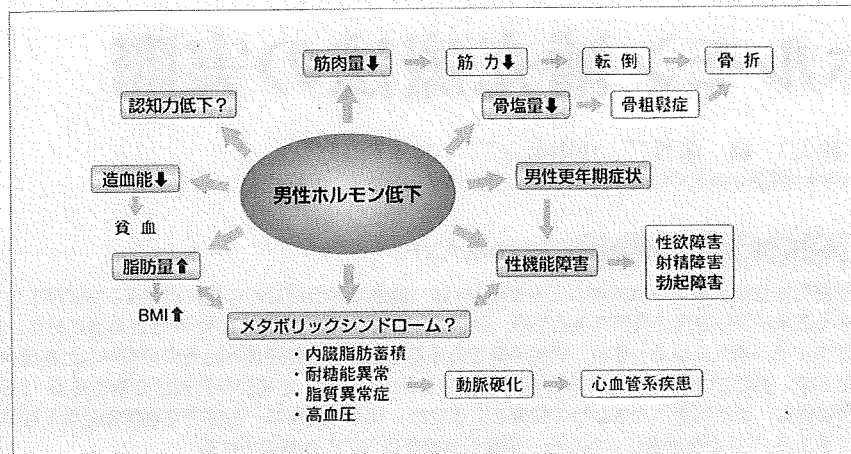 筋肉量↓
筋力↓
転倒
骨折
認知力低下？
骨塩量↓
骨粗鬆症
造血能↓
男性ホルモン低下
男性更年期症状
貧血
脂肪量↑
性機能障害
性欲障害
射精障害
勃起障害
BMI↑
メタボリックシンドローム？
・内臓脂肪蓄積
・耐糖能異常
・脂質異常症
・高血圧
動脈硬化
心血管系疾患